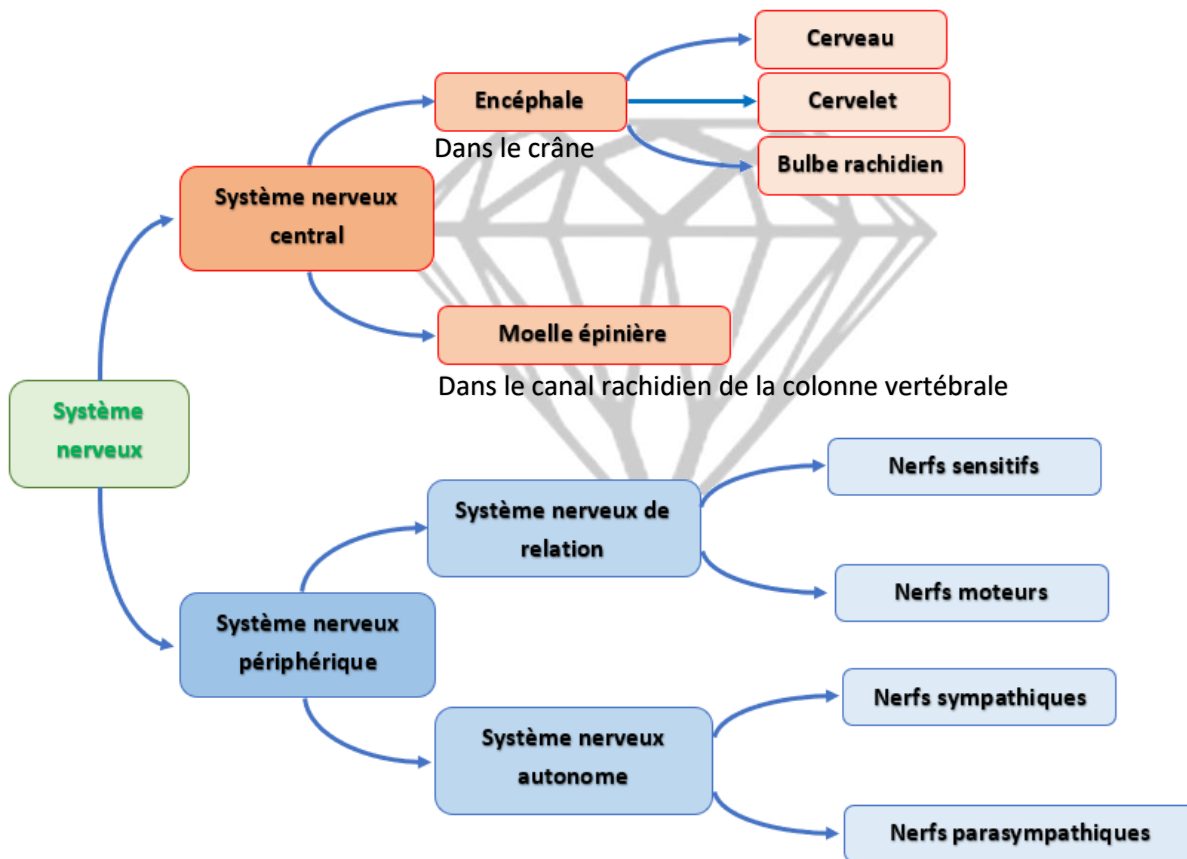 Cerveau
Encéphale
Cervelet
Dans le crâne
Bulbe rachidien
Système nerveux
central
Moelle épinière
Dans le canal rachidien de la colonne vertébrale
Système
nerveux
Nerfs sensitifs
Système nerveux de
relation
Nerfs moteurs
Système nerveux
périphérique
Nerfs sympathiques
Système nerveux
autonome
Nerfs parasympathiques